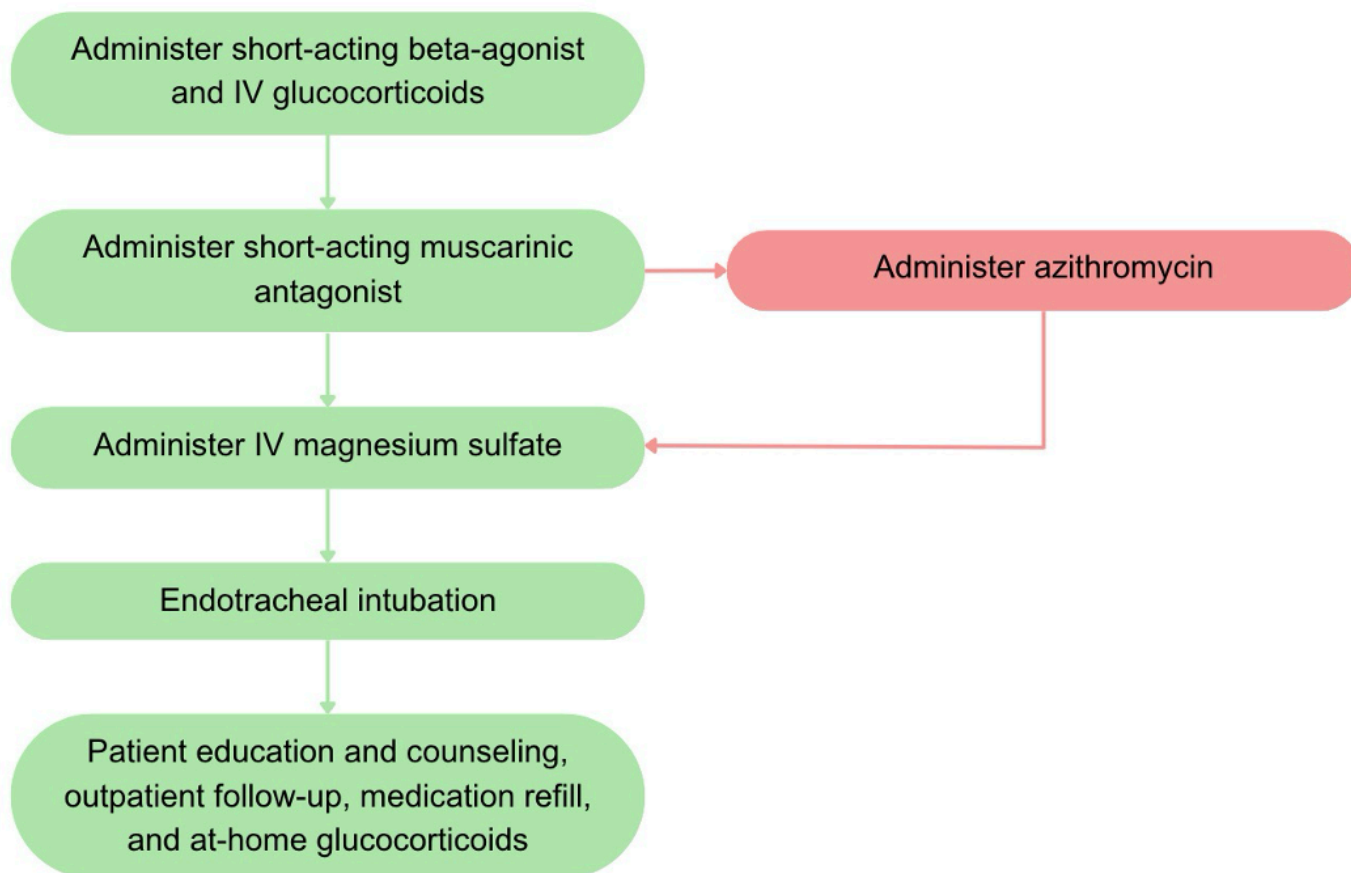 Administer short-acting beta-agonist
and IV glucocorticoids
Administer short-acting muscarinic
antagonist
Administer azithromycin
Administer IV magnesium sulfate
Endotracheal intubation
Patient education and counseling,
outpatient follow-up, medication refill,
and at-home glucocorticoids